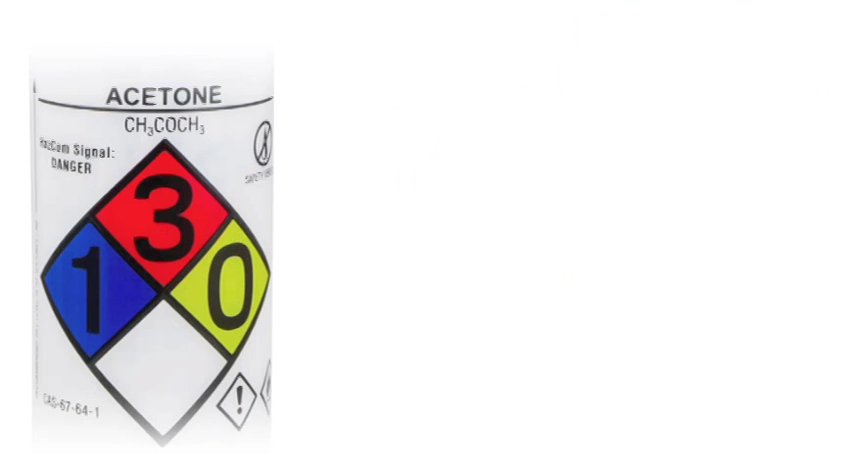 ACETONE
CH₃COCH₃
HazCom Signal:
DANGER
3
1
0
CAS-67-64-1
!